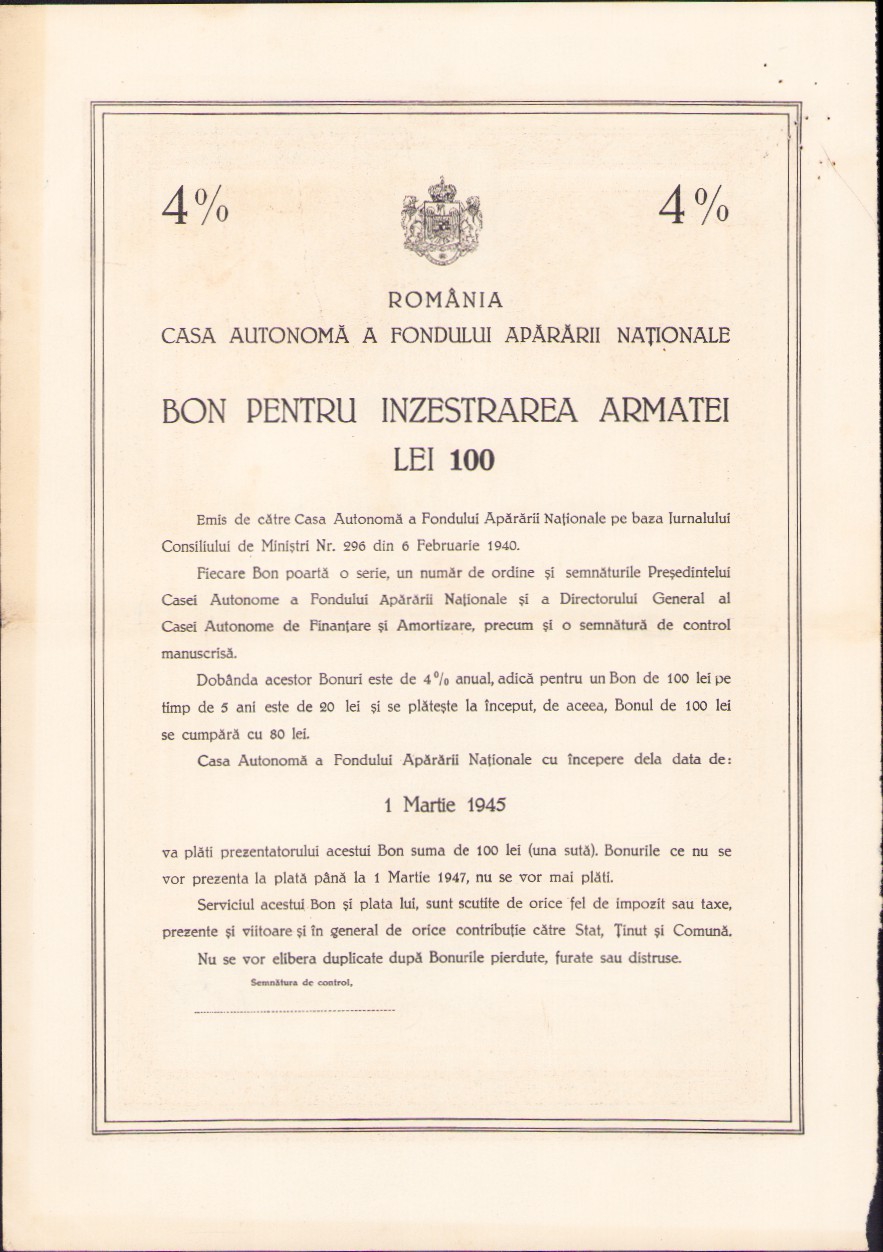 4% 4%
ROMÂNIA
CASA AUTONOMĂ A FONDULUI APĂRĂRII NAȚIONALE
BON PENTRU INZESTRAREA ARMATEI
LEI 100
Emis de către Casa Autonomă a Fondului Apărării Naționale pe baza Jurnalului
Consiliului de Miniștri Nr. 296 din 6 Februarie 1940.
Fiecare Bon poartă o serie, un număr de ordine și semnăturile Președintelui
Casei Autonome a Fondului Apărării Naționale și a Directorului General al
Casei Autonome de Finanțare și Amortizare, precum și o semnătură de control
manuscrisă.
Dobânda acestor Bonuri este de 4% anual, adică pentru un Bon de 100 lei pe
timp de 5 ani este de 20 lei și se plătește la început, de aceea, Bonul de 100 lei
se cumpără cu 80 lei.
Casa Autonomă a Fondului Apărării Naționale cu începere dela data de:
1 Martie 1945
va plăti prezentatorului acestui Bon suma de 100 lei (una sută). Bonurile ce nu se
vor prezenta la plată până la 1 Martie 1947, nu se vor mai plăti.
Serviciul acestui Bon și plata lui, sunt scutite de orice fel de impozit sau taxe,
prezente și viitoare și în general de orice contribuție către Stat, Ținut și Comună.
Nu se vor elibera duplicate după Bonurile pierdute, furate sau distruse.
Semnătura de control,